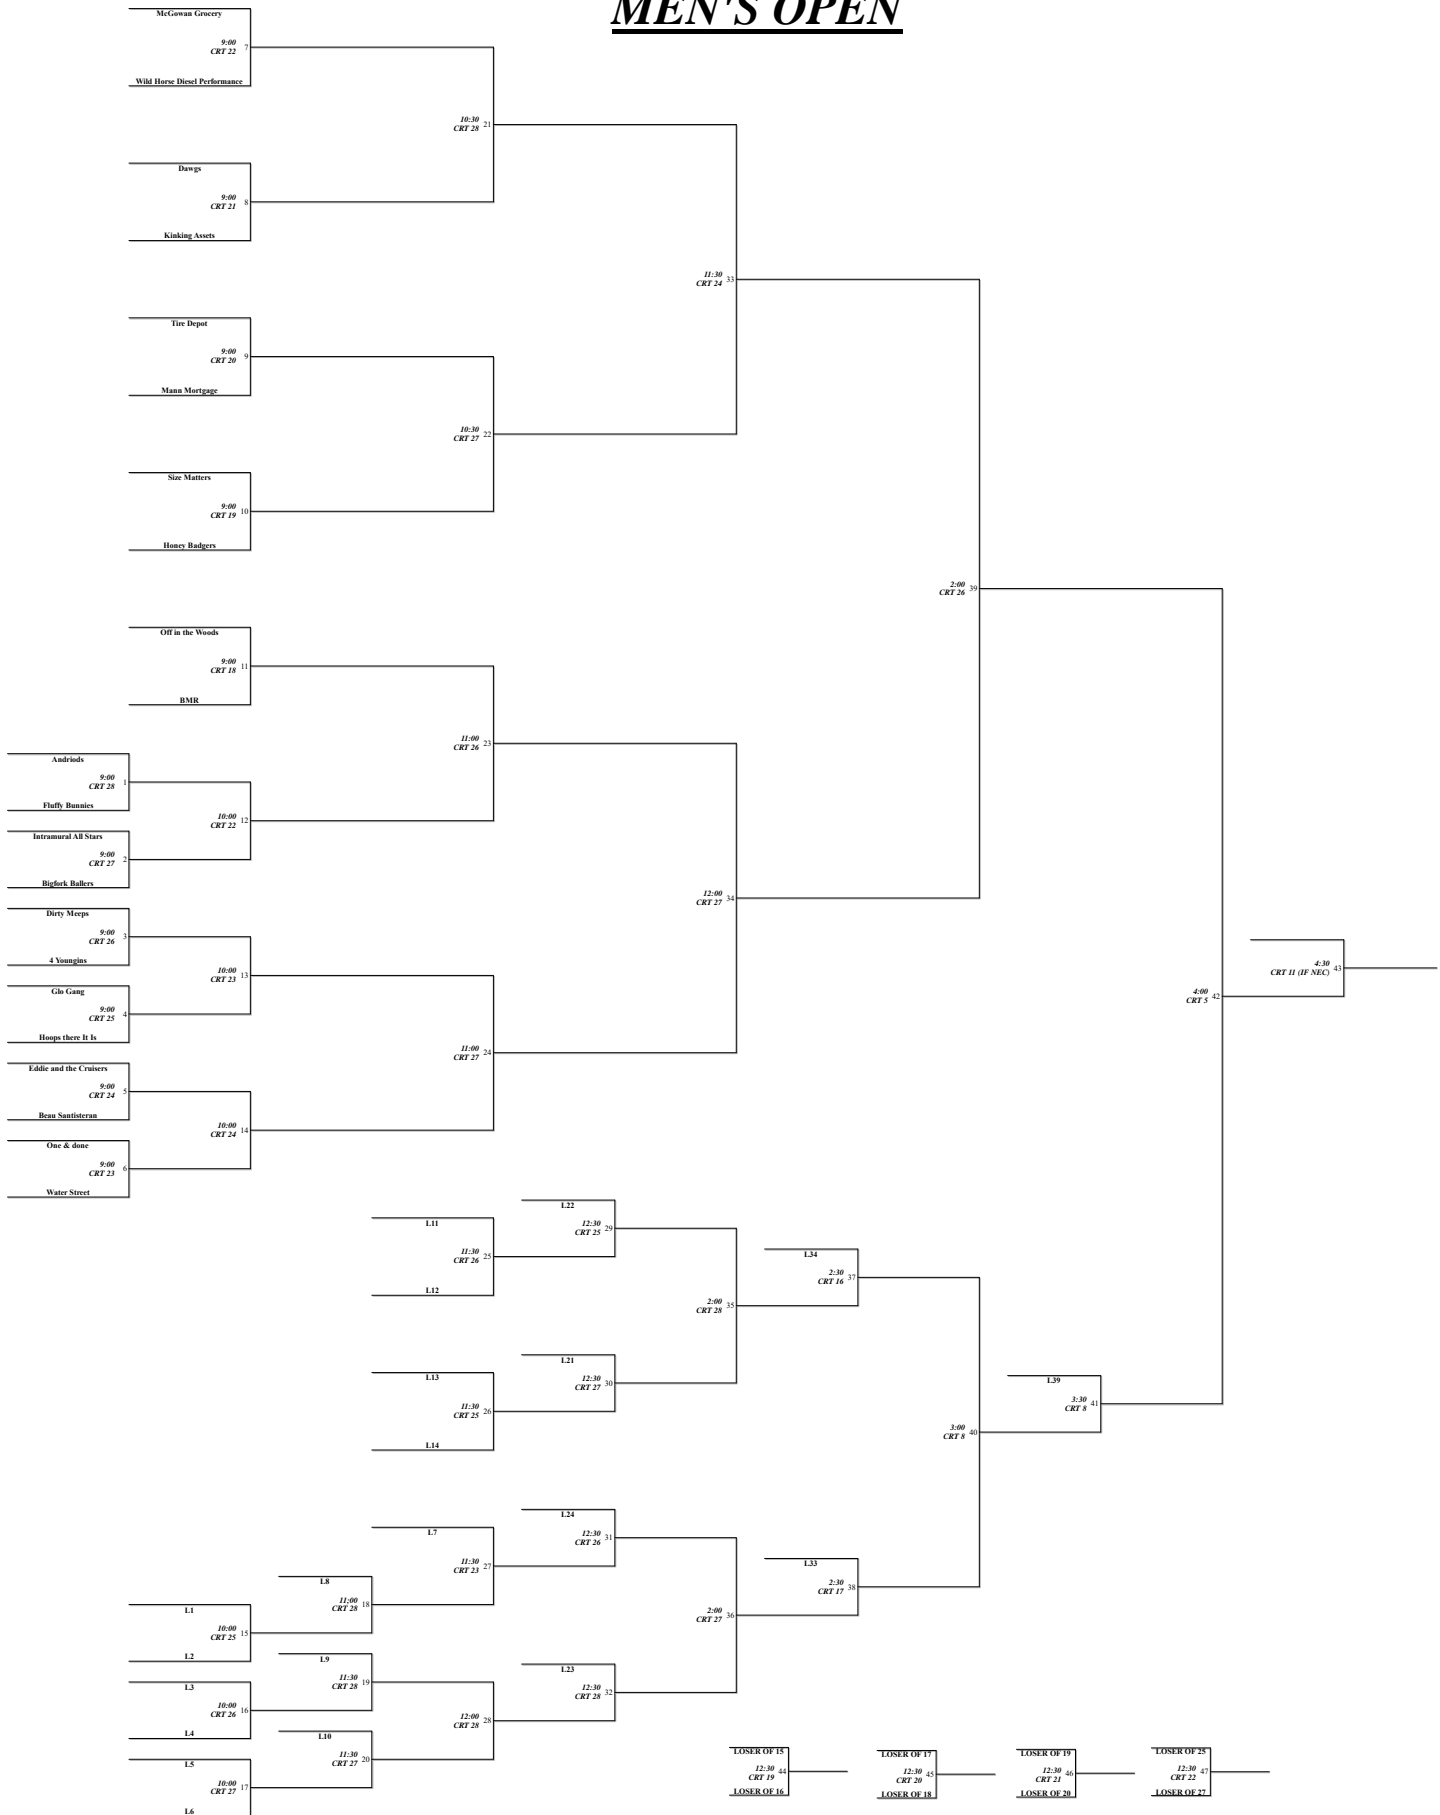 MEN'S OPEN
McGowan Grocery
9:00
CRT 22
7
Wild Horse Diesel Performance
10:30
CRT 28
21
Dawgs
9:00
CRT 21
8
Kinking Assets
11:30
CRT 24
33
Tire Depot
9:00
CRT 20
9
Mann Mortgage
10:30
CRT 27
22
Size Matters
9:00
CRT 19
10
Honey Badgers
2:00
CRT 26
39
Off in the Woods
9:00
CRT 18
11
BMR
11:00
CRT 26
23
Andriods
9:00
CRT 28
1
Fluffy Bunnies
10:00
CRT 22
12
Intramural All Stars
9:00
CRT 27
2
Bigfork Ballers
12:00
CRT 27
34
Dirty Meeps
9:00
CRT 26
3
4 Youngins
10:00
CRT 23
13
Glo Gang
9:00
CRT 25
4
Hoops there It Is
4:30
CRT 11 (IF NEC)
43
4:00
CRT 5
42
11:00
CRT 27
24
Eddie and the Cruisers
9:00
CRT 24
5
Beau Santisteran
10:00
CRT 24
14
One & done
9:00
CRT 23
6
Water Street
L22
12:30
CRT 25
29
L11
11:30
CRT 26
25
L12
L34
2:30
CRT 16
37
2:00
CRT 28
35
L21
12:30
CRT 27
30
L13
11:30
CRT 25
26
L14
L39
3:30
CRT 8
41
3:00
CRT 8
40
L24
12:30
CRT 26
31
L7
11:30
CRT 23
27
L33
2:30
CRT 17
38
L8
11;00
CRT 28
18
L1
10:00
CRT 25
15
L2
2:00
CRT 27
36
L9
11:30
CRT 28
19
L23
12:30
CRT 28
32
L3
10:00
CRT 26
16
L4
12:00
CRT 28
28
L10
11:30
CRT 27
20
L5
10:00
CRT 27
17
L6
LOSER OF 15
12:30
CRT 19
44
LOSER OF 16
LOSER OF 17
12:30
CRT 20
45
LOSER OF 18
LOSER OF 19
12:30
CRT 21
46
LOSER OF 20
LOSER OF 25
12:30
CRT 22
47
LOSER OF 27